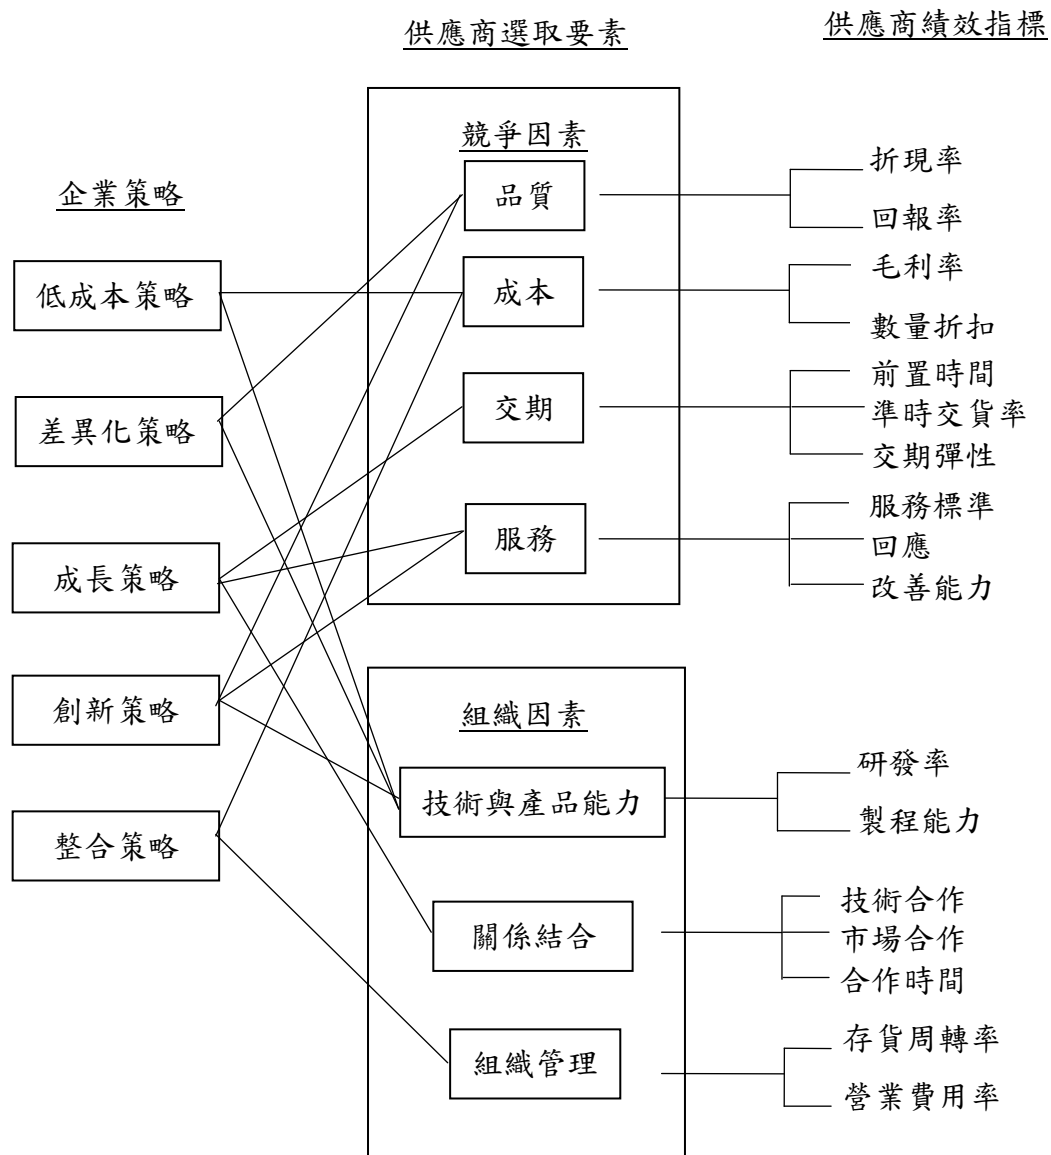 供應商選取要素
供應商績效指標
企業策略
低成本策略
差異化策略
成長策略
創新策略
整合策略
競爭因素
品質
成本
交期
服務
組織因素
技術與產品能力
關係結合
組織管理
折現率
回報率
毛利率
數量折扣
前置時間
準時交貨率
交期彈性
服務標準
回應
改善能力
研發率
製程能力
技術合作
市場合作
合作時間
存貨周轉率
營業費用率